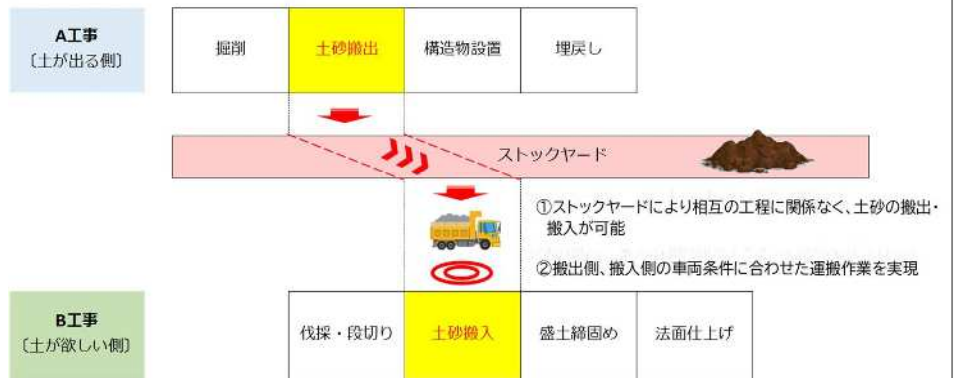 A工事
〔土が出る側〕
掘削
土砂搬出
構造物設置
埋戻し
ストックヤード
①ストックヤードにより相互の工程に関係なく、土砂の搬出・
搬入が可能
②搬出側、搬入側の車両条件に合わせた運搬作業を実現
B工事
〔土が欲しい側〕
伐採・段切り
土砂搬入
盛土締固め
法面仕上げ